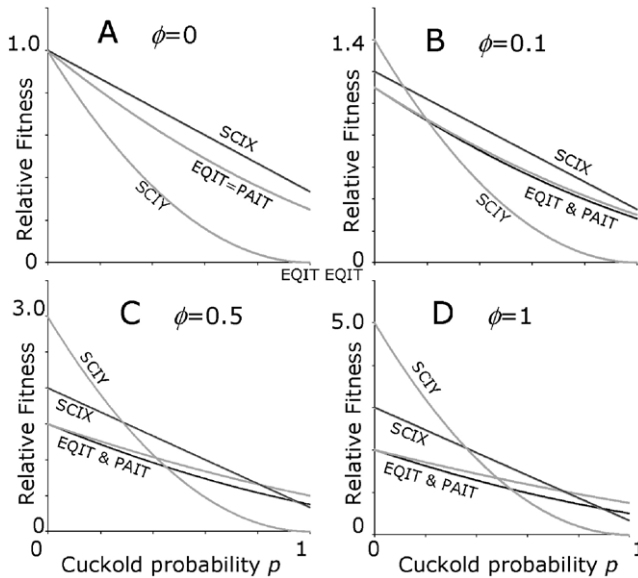 A ϕ=0
1.0
Relative Fitness
SCIX
EQIT=PAIT
SCIY
0
B ϕ=0.1
1.4
Relative Fitness
SCIX
EQIT & PAIT
SCIY
0
EQIT EQIT
C ϕ=0.5
3.0
Relative Fitness
SCIY
SCIX
EQIT & PAIT
0.0
0
1
Cuckold probability p
D ϕ=1
5.0
Relative Fitness
SCIY
SCIX
EQIT & PAIT
0
0
1
Cuckold probability p